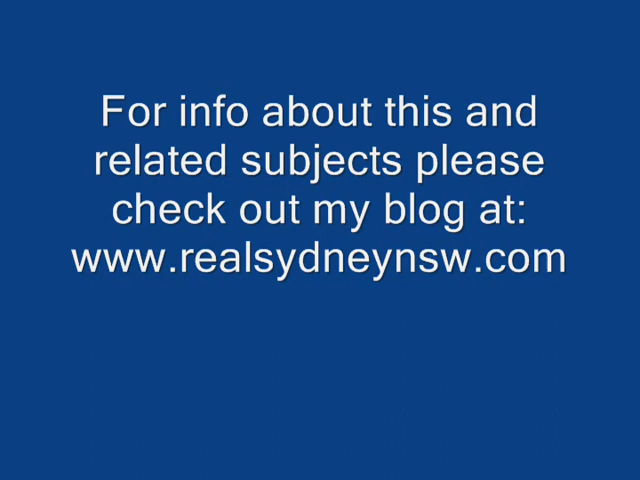 For info about this and
related subjects please
check out my blog at:
www.realsydneynsw.com